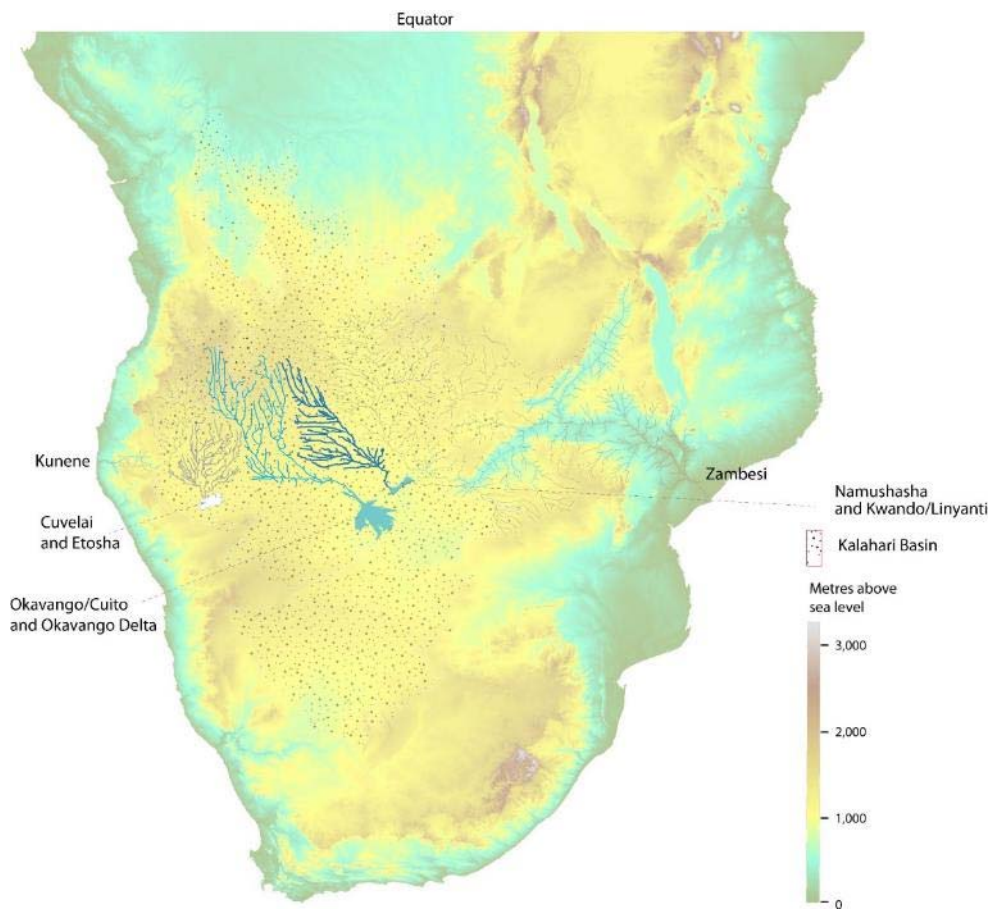 Equator
Kunene
Zambesi
Cuvelai
and Etosha
Namushasha
and Kwando/Linyanti
Kalahari Basin
Okavango/Cuito
and Okavango Delta
Metres above
sea level
3,000
2,000
1,000
0